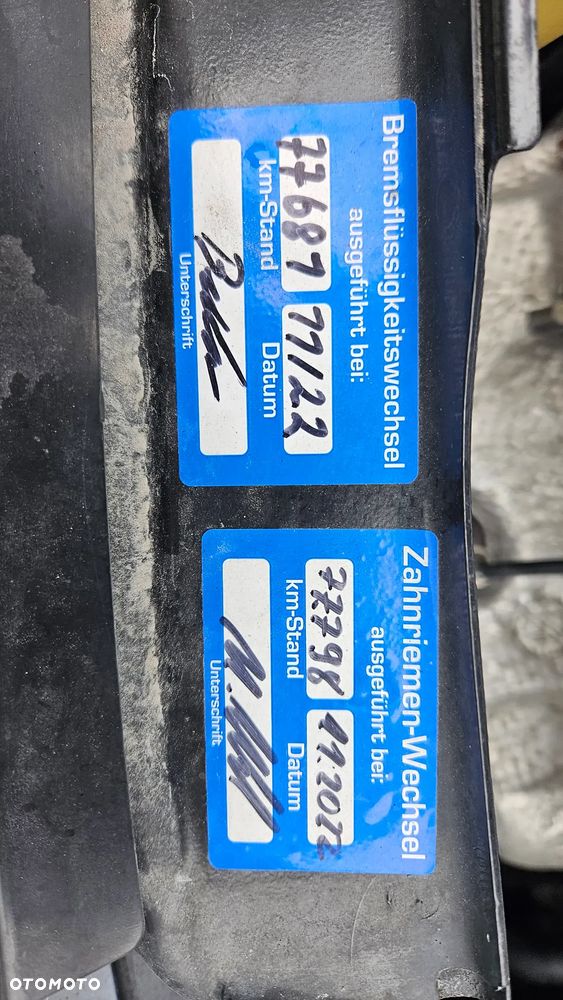 Bremsflüssigkeitswechsel
ausgeführt bei:
77687 11/22
km-Stand Datum
Unterschrift
Zahnriemen-Wechsel
ausgeführt bei:
77798 11.2022
km-Stand Datum
Unterschrift
OTOMOTO